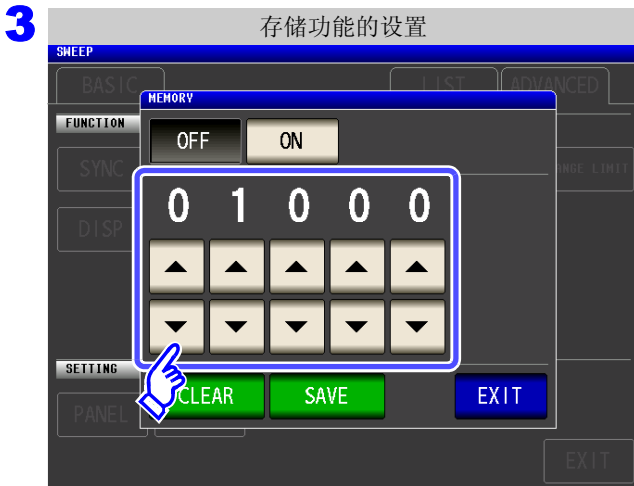 3
存储功能的设置
SWEEP
BASIC
LIST
ADVANCED
MEMORY
FUNCTION
OFF
ON
SYNC
ANGE LIMIT
0 1 0 0 0
DISP
SETTING
CLEAR
SAVE
EXIT
PANEL
EXIT